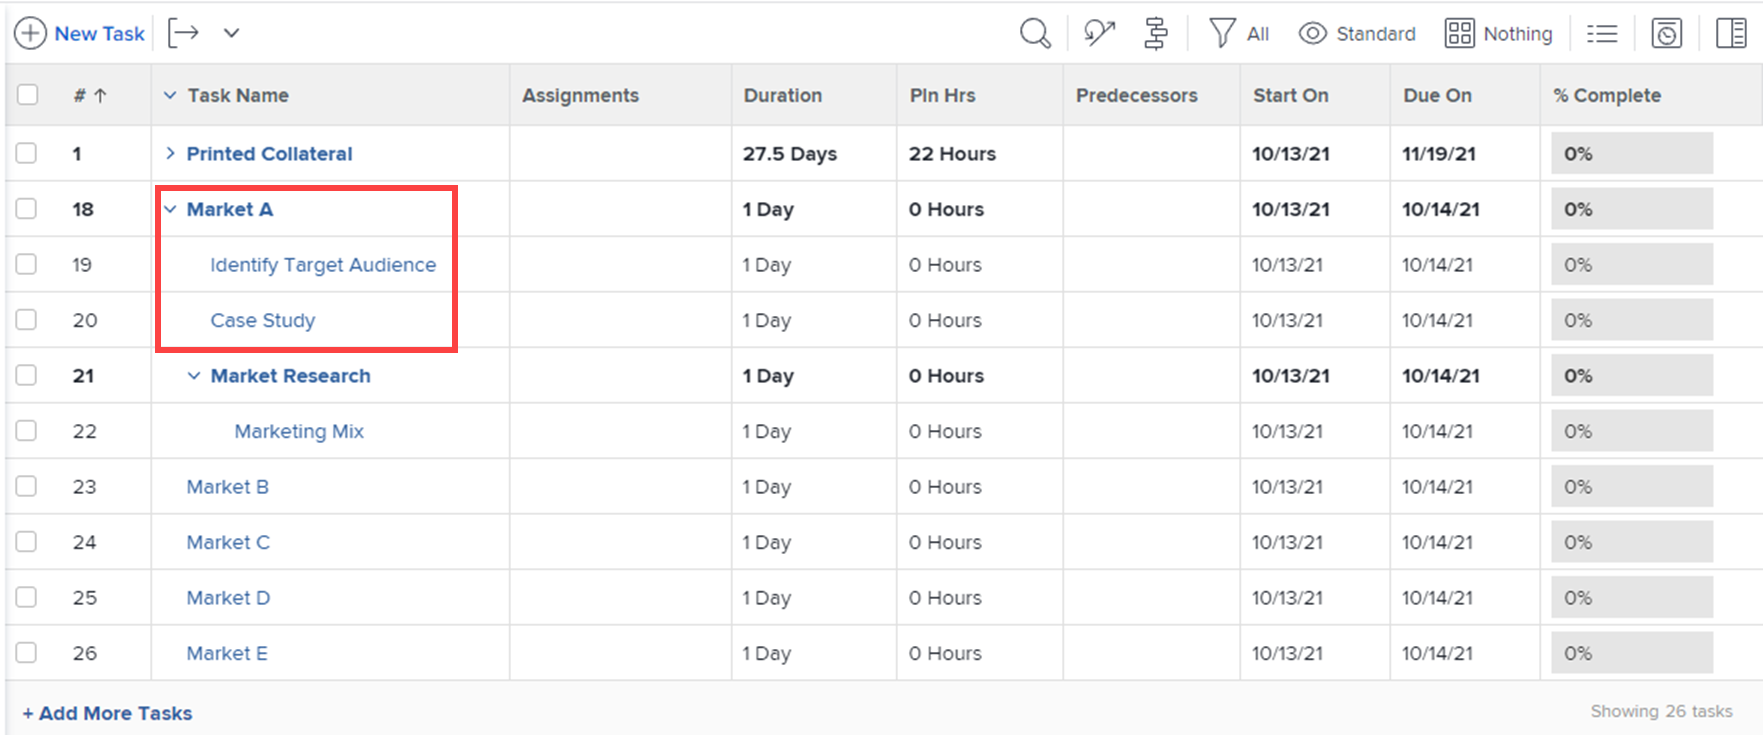 New Task All Standard Nothing
# Task Name Assignments Duration Pln Hrs Predecessors Start On Due On % Complete
1 Printed Collateral 27.5 Days 22 Hours 10/13/21 11/19/21 0%
18 Market A 1 Day 0 Hours 10/13/21 10/14/21 0%
19 Identify Target Audience 1 Day 0 Hours 10/13/21 10/14/21 0%
20 Case Study 1 Day 0 Hours 10/13/21 10/14/21 0%
21 Market Research 1 Day 0 Hours 10/13/21 10/14/21 0%
22 Marketing Mix 1 Day 0 Hours 10/13/21 10/14/21 0%
23 Market B 1 Day 0 Hours 10/13/21 10/14/21 0%
24 Market C 1 Day 0 Hours 10/13/21 10/14/21 0%
25 Market D 1 Day 0 Hours 10/13/21 10/14/21 0%
26 Market E 1 Day 0 Hours 10/13/21 10/14/21 0%
+ Add More Tasks Showing 26 tasks